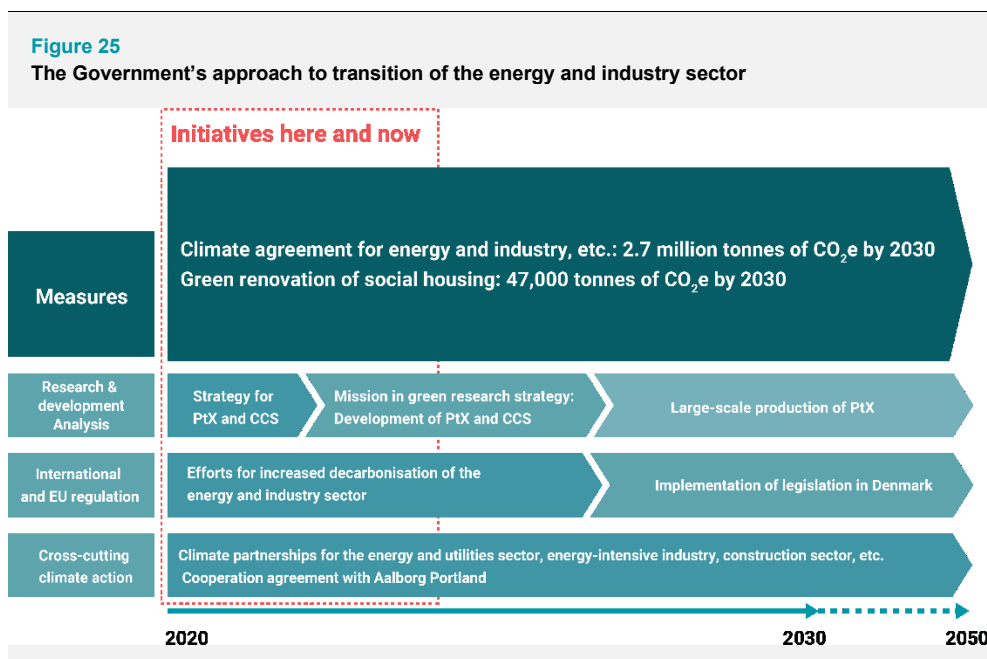 Figure 25
The Government's approach to transition of the energy and industry sector
Initiatives here and now
Measures
Climate agreement for energy and industry, etc.: 2.7 million tonnes of CO₂e by 2030
Green renovation of social housing: 47,000 tonnes of CO₂e by 2030
Research &
development
Analysis
Strategy for
PtX and CCS
Mission in green research strategy:
Development of PtX and CCS
Large-scale production of PtX
International
and EU regulation
Efforts for increased decarbonisation of the
energy and industry sector
Implementation of legislation in Denmark
Cross-cutting
climate action
Climate partnerships for the energy and utilities sector, energy-intensive industry, construction sector, etc.
Cooperation agreement with Aalborg Portland
2020
2030
2050